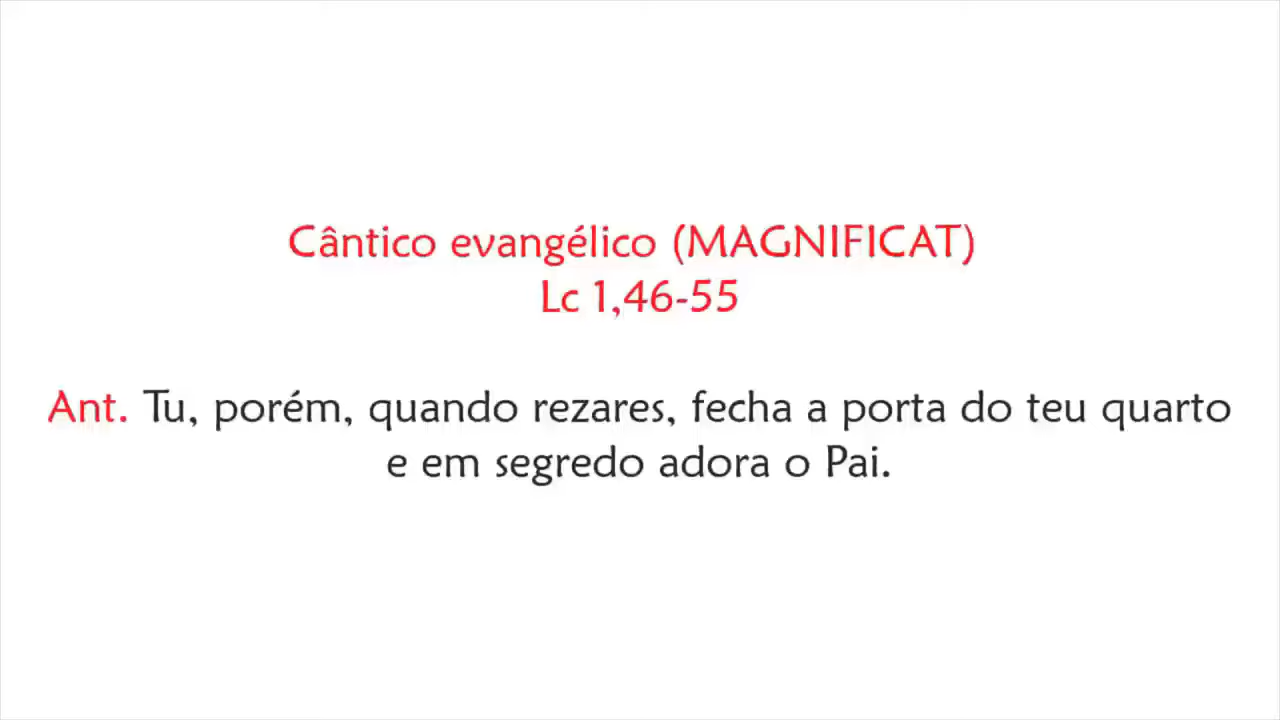 Cântico evangélico (MAGNIFICAT)
Lc 1,46-55
Ant. Tu, porém, quando rezares, fecha a porta do teu quarto
e em segredo adora o Pai.